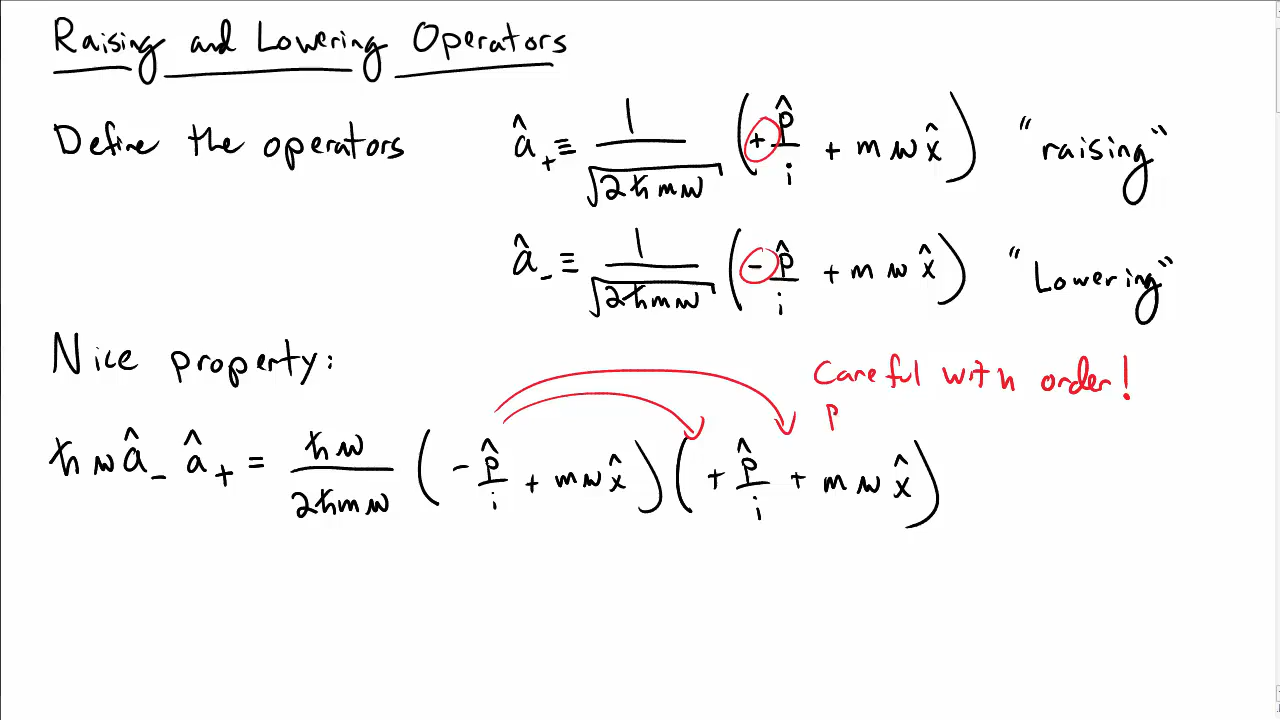 Raising and Lowering Operators
Define the operators â₊ ≡ 1/√(2ħmω) (+p̂/i + mωx̂) "raising"
â₋ ≡ 1/√(2ħmω) (-p̂/i + mωx̂) "Lowering"
Nice property:
Careful with order!
p
ħωâ₋â₊ = ħω/(2ħmω) (-p̂/i + mωx̂)(+p̂/i + mωx̂)